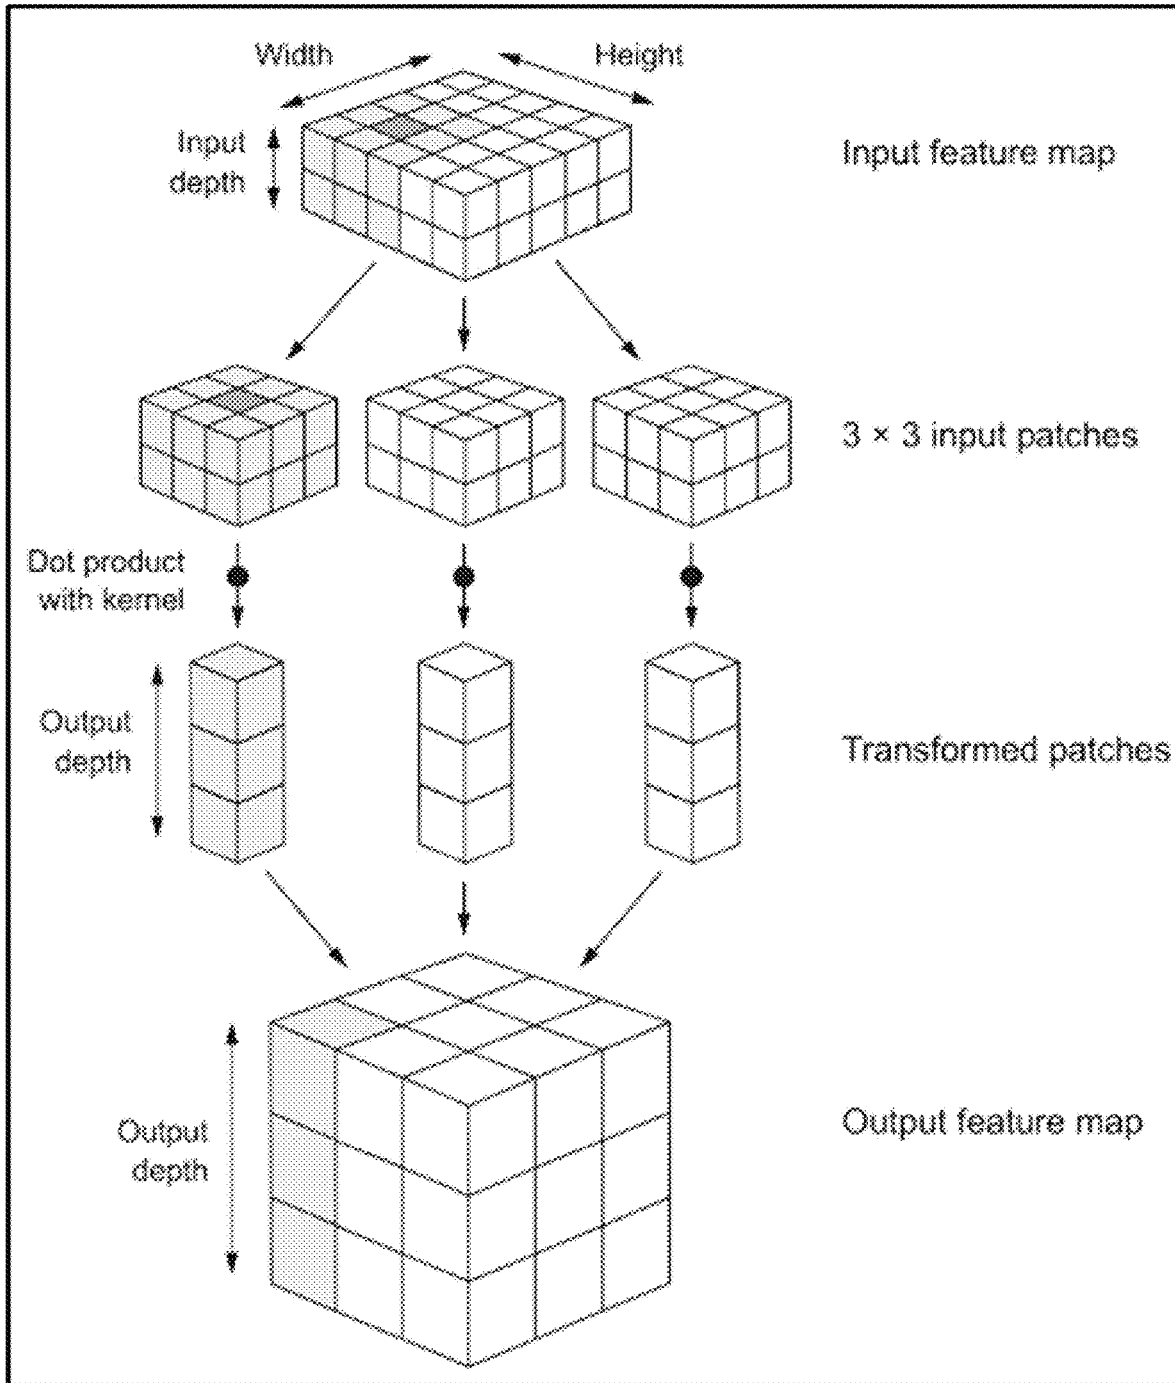 Width
Height
Input
depth
Input feature map
3 × 3 input patches
Dot product
with kernel
Output
depth
Transformed patches
Output
depth
Output feature map